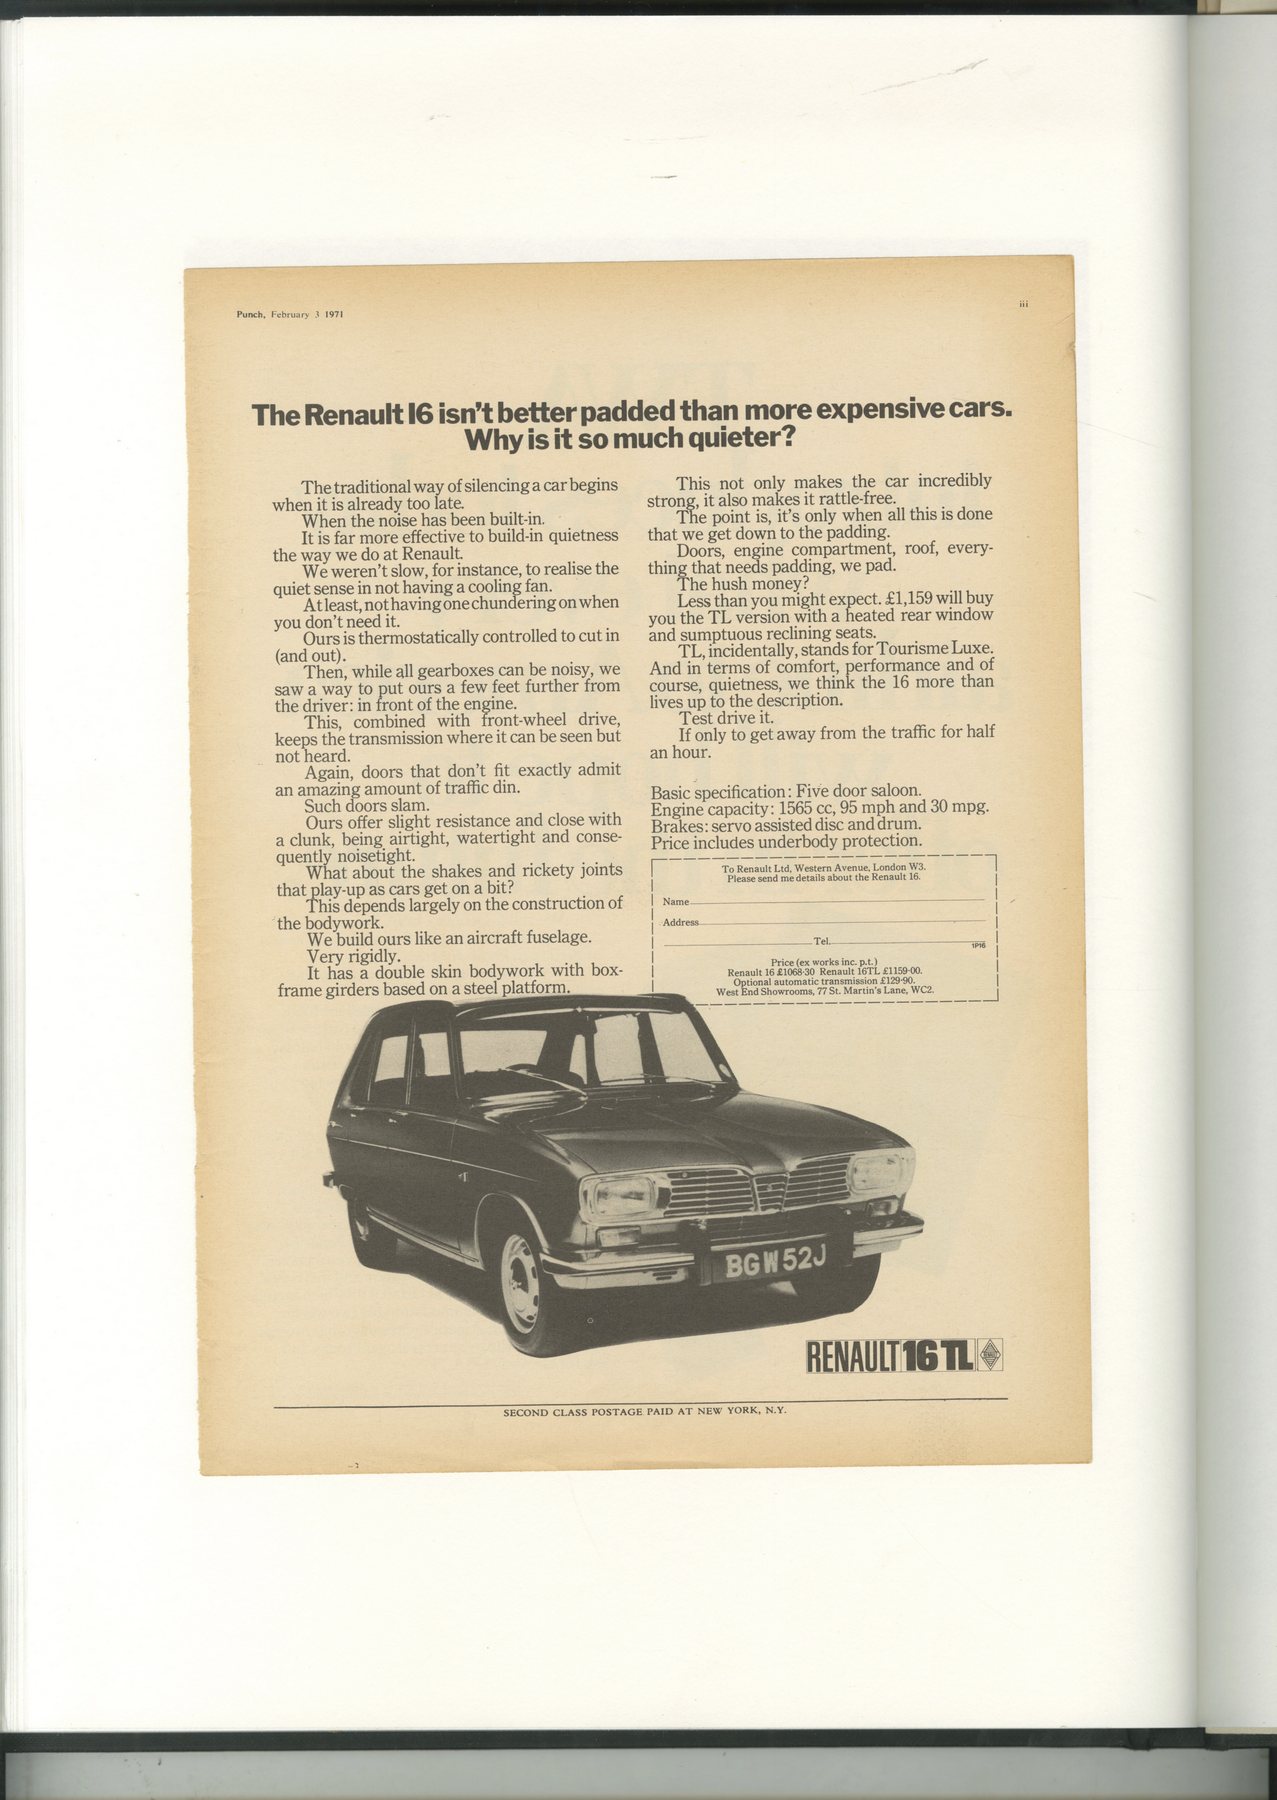 Punch, February 3 1971
iii
The Renault 16 isn't better padded than more expensive cars.
Why is it so much quieter?
The traditional way of silencing a car begins
when it is already too late.
When the noise has been built-in.
It is far more effective to build-in quietness
the way we do at Renault.
We weren't slow, for instance, to realise the
quiet sense in not having a cooling fan.
At least, not having one chundering on when
you don't need it.
Ours is thermostatically controlled to cut in
(and out).
Then, while all gearboxes can be noisy, we
saw a way to put ours a few feet further from
the driver: in front of the engine.
This, combined with front-wheel drive,
keeps the transmission where it can be seen but
not heard.
Again, doors that don't fit exactly admit
an amazing amount of traffic din.
Such doors slam.
Ours offer slight resistance and close with
a clunk, being airtight, watertight and conse-
quently noisetight.
What about the shakes and rickety joints
that play-up as cars get on a bit?
This depends largely on the construction of
the bodywork.
We build ours like an aircraft fuselage.
Very rigidly.
It has a double skin bodywork with box-
frame girders based on a steel platform.
This not only makes the car incredibly
strong, it also makes it rattle-free.
The point is, it's only when all this is done
that we get down to the padding.
Doors, engine compartment, roof, every-
thing that needs padding, we pad.
The hush money?
Less than you might expect. £1,159 will buy
you the TL version with a heated rear window
and sumptuous reclining seats.
TL, incidentally, stands for Tourisme Luxe.
And in terms of comfort, performance and of
course, quietness, we think the 16 more than
lives up to the description.
Test drive it.
If only to get away from the traffic for half
an hour.
Basic specification: Five door saloon.
Engine capacity: 1565 cc, 95 mph and 30 mpg.
Brakes: servo assisted disc and drum.
Price includes underbody protection.
To Renault Ltd, Western Avenue, London W3.
Please send me details about the Renault 16.
Name
Address
Tel.
1P16
Price (ex works inc. p.t.)
Renault 16 £1068·30 Renault 16TL £1159·00.
Optional automatic transmission £129·90.
West End Showrooms, 77 St. Martin's Lane, WC2.
BGW 52J
RENAULT 16 TL
SECOND CLASS POSTAGE PAID AT NEW YORK, N.Y.